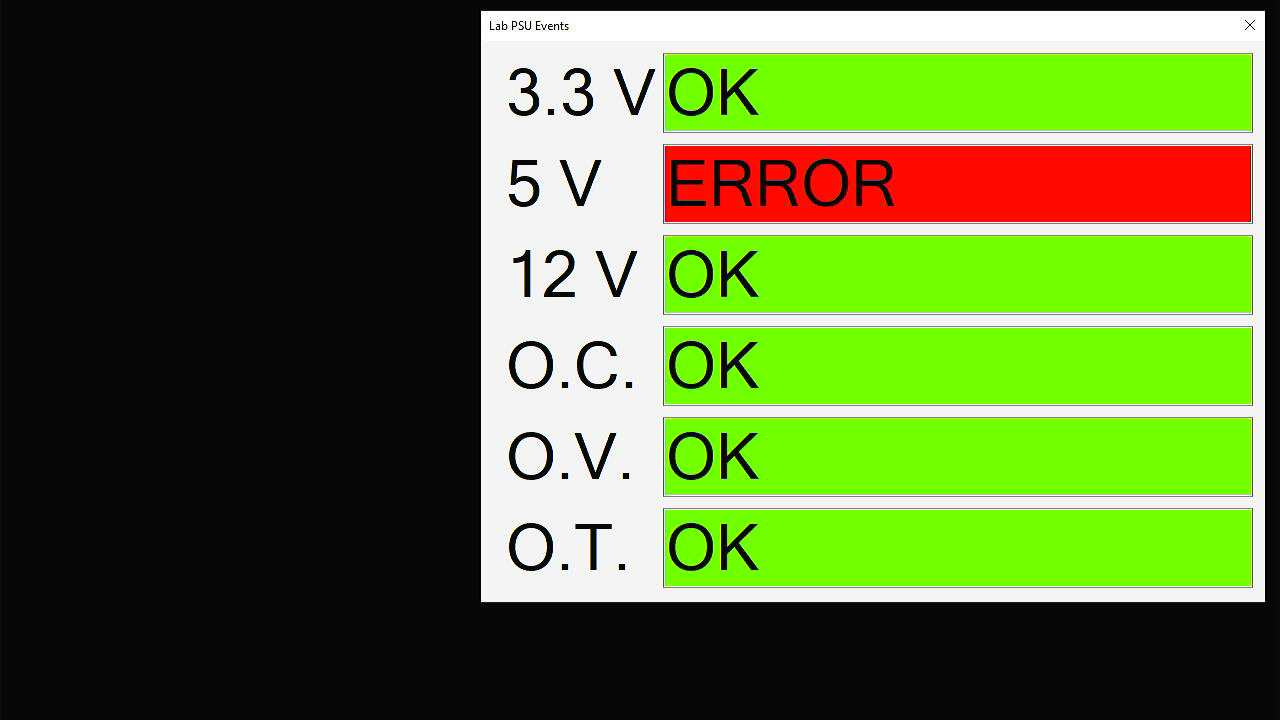 Lab PSU Events
3.3 V OK
5 V ERROR
12 V OK
O.C. OK
O.V. OK
O.T. OK